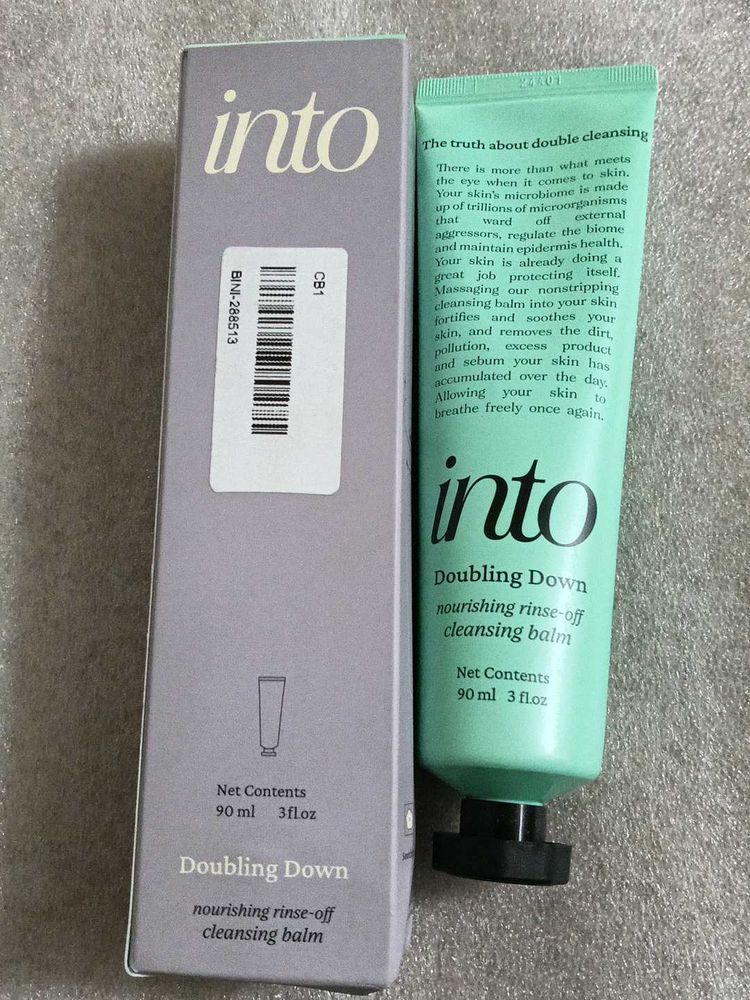 into
CB1
BINI-288513
Net Contents
90 ml 3fl.oz
Doubling Down
nourishing rinse-off
cleansing balm
24A01
The truth about double cleansing
There is more than what meets
the eye when it comes to skin.
Your skin's microbiome is made
up of trillions of microorganisms
that ward off external
aggressors, regulate the biome
and maintain epidermis health.
Your skin is already doing a
great job protecting itself.
Massaging our nonstripping
cleansing balm into your skin
fortifies and soothes your
skin, and removes the dirt,
pollution, excess product
and sebum your skin has
accumulated over the day.
Allowing your skin to
breathe freely once again.
into
Doubling Down
nourishing rinse-off
cleansing balm
Net Contents
90 ml 3 fl.oz